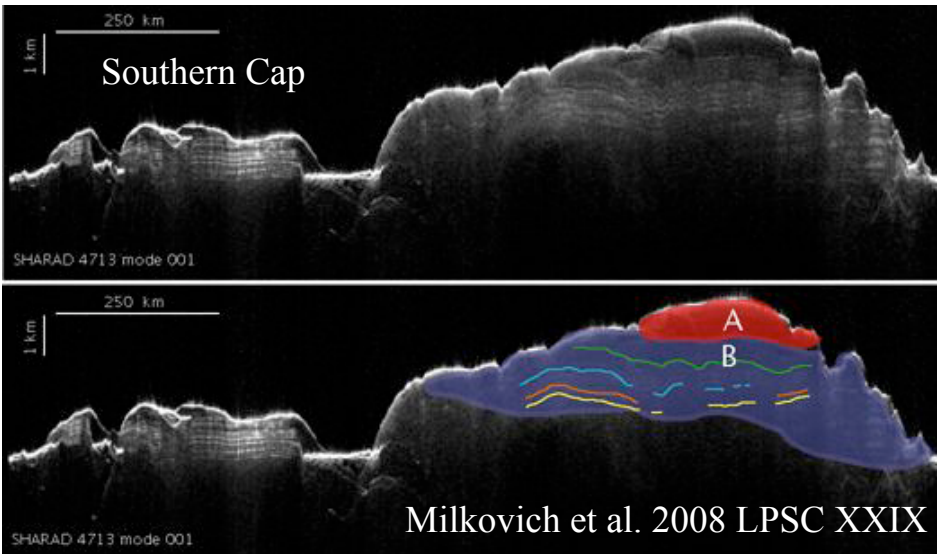 250 km
1 km
Southern Cap
SHARAD 4713 mode 001
250 km
1 km
A
B
SHARAD 4713 mode 001
Milkovich et al. 2008 LPSC XXIX